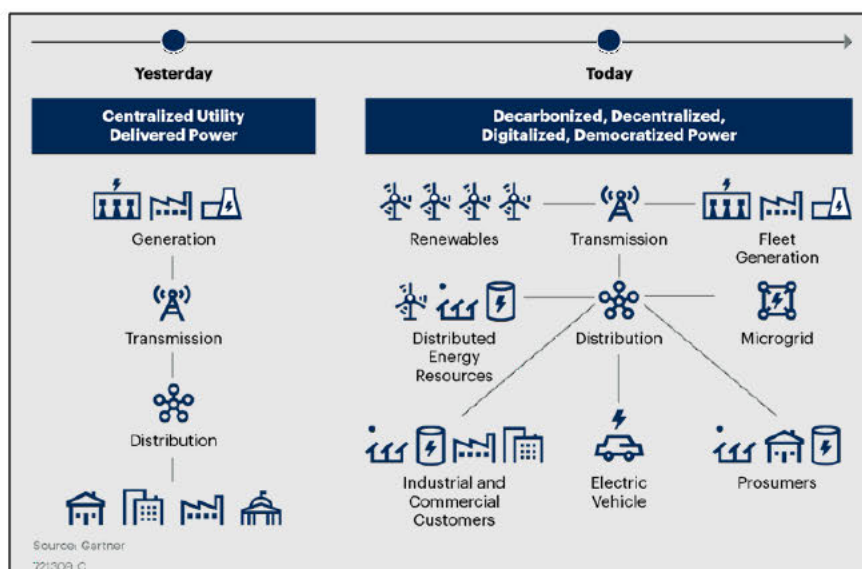 Yesterday
Today
Centralized Utility
Delivered Power
Decarbonized, Decentralized,
Digitalized, Democratized Power
Generation
Transmission
Distribution
Renewables
Transmission
Fleet
Generation
Distributed
Energy
Resources
Distribution
Microgrid
Industrial and
Commercial
Customers
Electric
Vehicle
Prosumers
Source: Gartner
721309 C